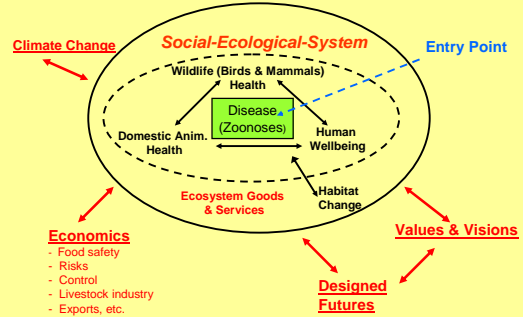 Climate Change
Social-Ecological-System
Entry Point
Wildlife (Birds & Mammals)
Health
Disease
(Zoonoses)
Domestic Anim.
Health
Human
Wellbeing
Ecosystem Goods
& Services
Habitat
Change
Economics
- Food safety
- Risks
- Control
- Livestock industry
- Exports, etc.
Values & Visions
Designed
Futures